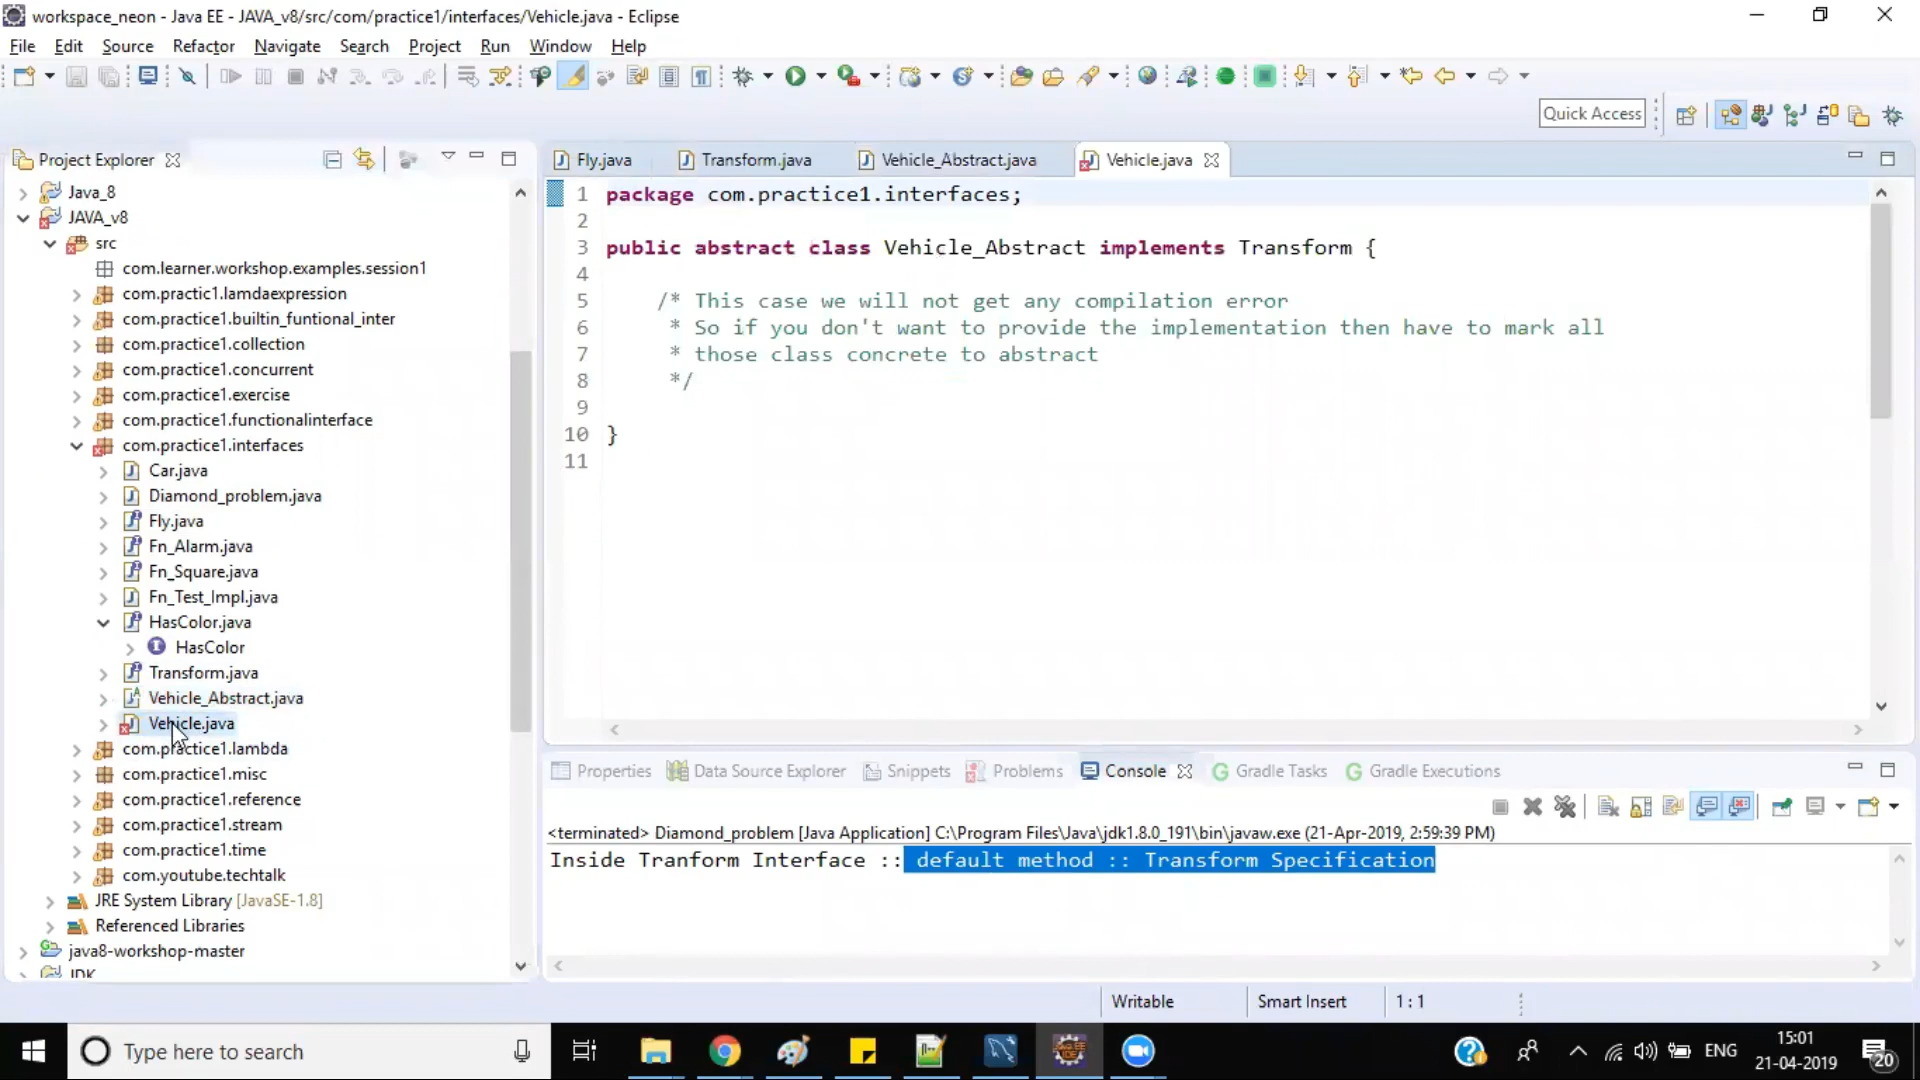 workspace_neon - Java EE - JAVA_v8/src/com/practice1/interfaces/Vehicle.java - Eclipse
File Edit Source Refactor Navigate Search Project Run Window Help
Quick Access
Project Explorer
Java_8
JAVA_v8
src
com.learner.workshop.examples.session1
com.practic1.lamdaexpression
com.practice1.builtin_funtional_inter
com.practice1.collection
com.practice1.concurrent
com.practice1.exercise
com.practice1.functionalinterface
com.practice1.interfaces
Car.java
Diamond_problem.java
Fly.java
Fn_Alarm.java
Fn_Square.java
Fn_Test_Impl.java
HasColor.java
HasColor
Transform.java
Vehicle_Abstract.java
Vehicle.java
com.practice1.lambda
com.practice1.misc
com.practice1.reference
com.practice1.stream
com.practice1.time
com.youtube.techtalk
JRE System Library [JavaSE-1.8]
Referenced Libraries
java8-workshop-master
JDK
Fly.java Transform.java Vehicle_Abstract.java Vehicle.java
1 package com.practice1.interfaces;
2
3 public abstract class Vehicle_Abstract implements Transform {
4
5 /* This case we will not get any compilation error
6 * So if you don't want to provide the implementation then have to mark all
7 * those class concrete to abstract
8 */
9
10 }
11
Properties Data Source Explorer Snippets Problems Console Gradle Tasks Gradle Executions
<terminated> Diamond_problem [Java Application] C:\Program Files\Java\jdk1.8.0_191\bin\javaw.exe (21-Apr-2019, 2:59:39 PM)
Inside Tranform Interface :: default method :: Transform Specification
Writable Smart Insert 1 : 1
Type here to search
ENG
15:01
21-04-2019
20